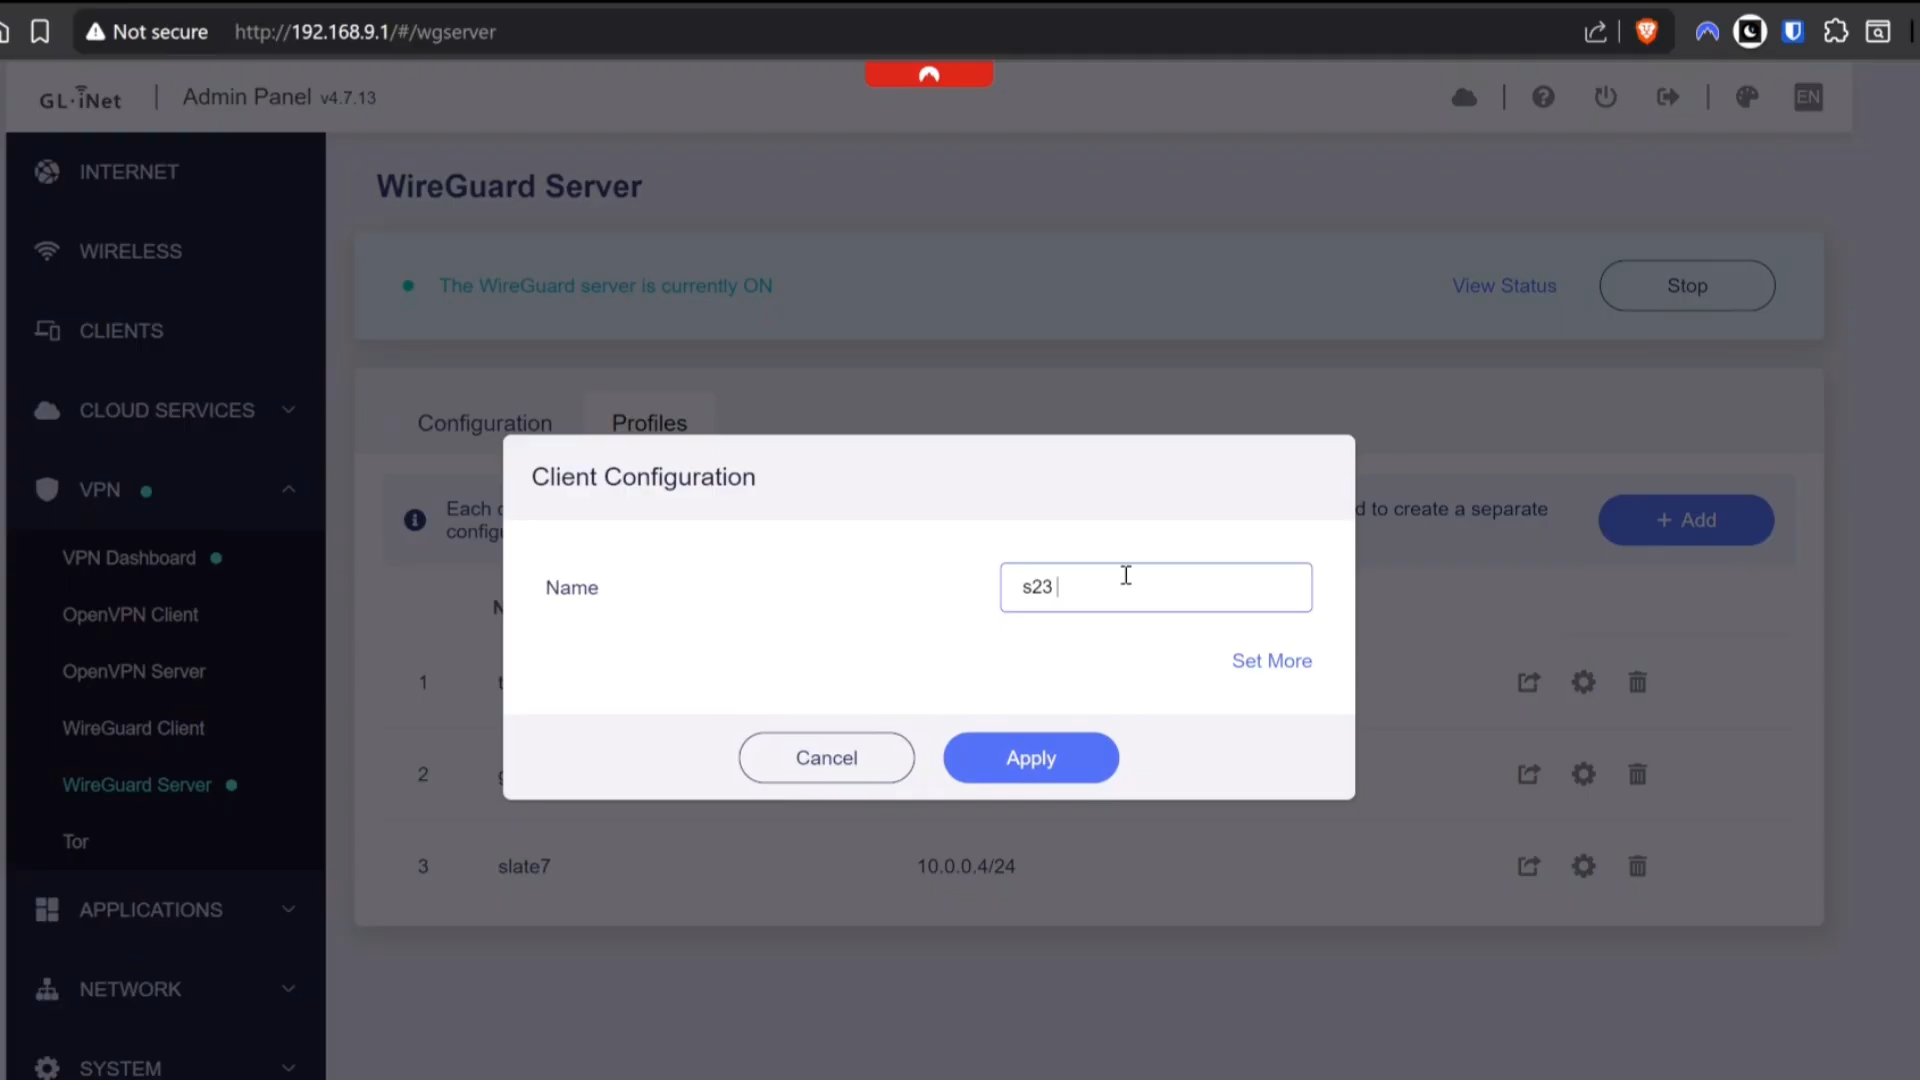 Not secure http://192.168.9.1/#/wgserver
GL·iNet Admin Panel v4.7.13
EN
INTERNET
WIRELESS
CLIENTS
CLOUD SERVICES
VPN
VPN Dashboard
OpenVPN Client
OpenVPN Server
WireGuard Client
WireGuard Server
Tor
APPLICATIONS
NETWORK
SYSTEM
WireGuard Server
The WireGuard server is currently ON
View Status
Stop
Configuration
Profiles
Each
d to create a separate
+ Add
Client Configuration
Name
s23
Set More
Cancel
Apply
1
2
3 slate7 10.0.0.4/24